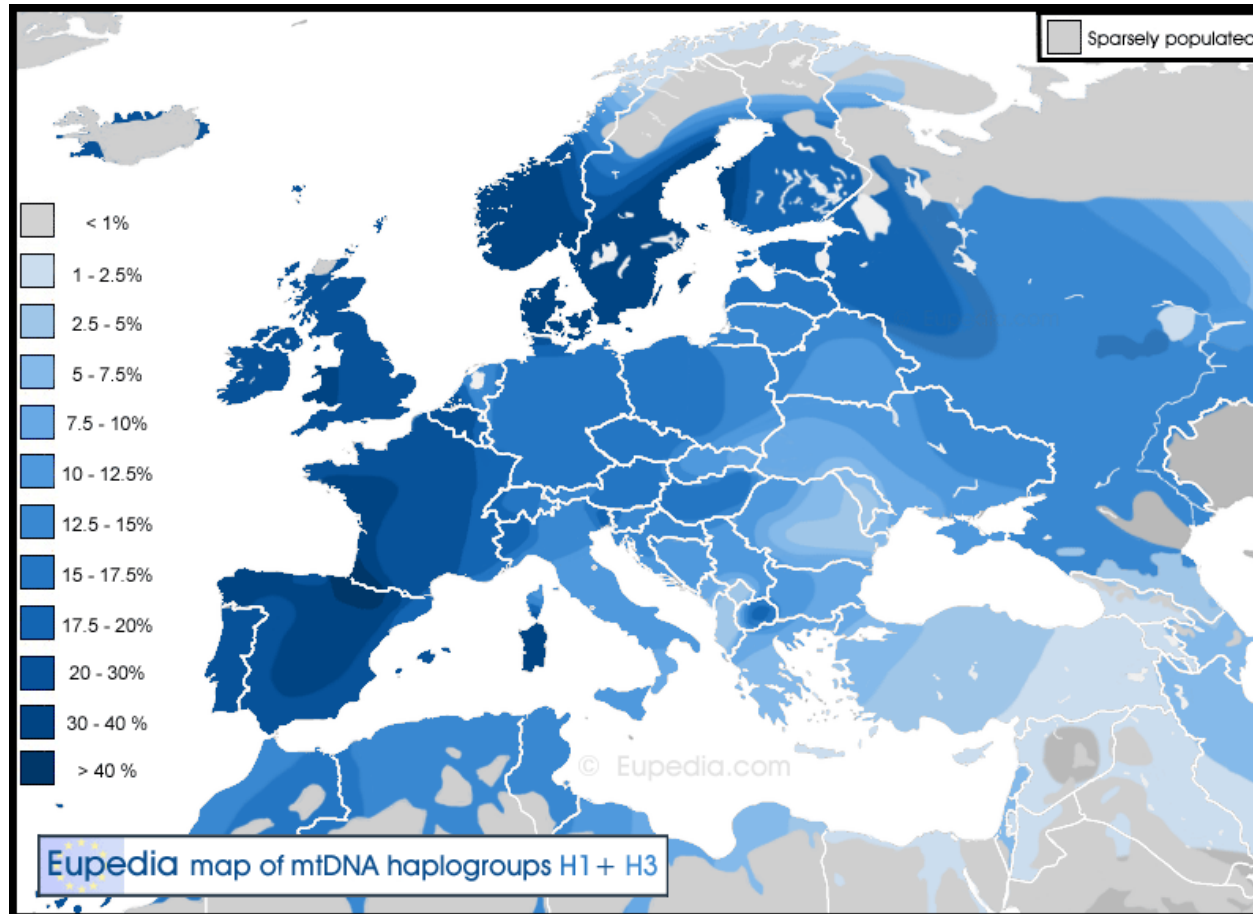 Sparsely populated
< 1%
1 - 2.5%
2.5 - 5%
5 - 7.5%
7.5 - 10%
10 - 12.5%
12.5 - 15%
15 - 17.5%
17.5 - 20%
20 - 30%
30 - 40 %
> 40 %
© Eupedia.com
Eupedia map of mtDNA haplogroups H1 + H3